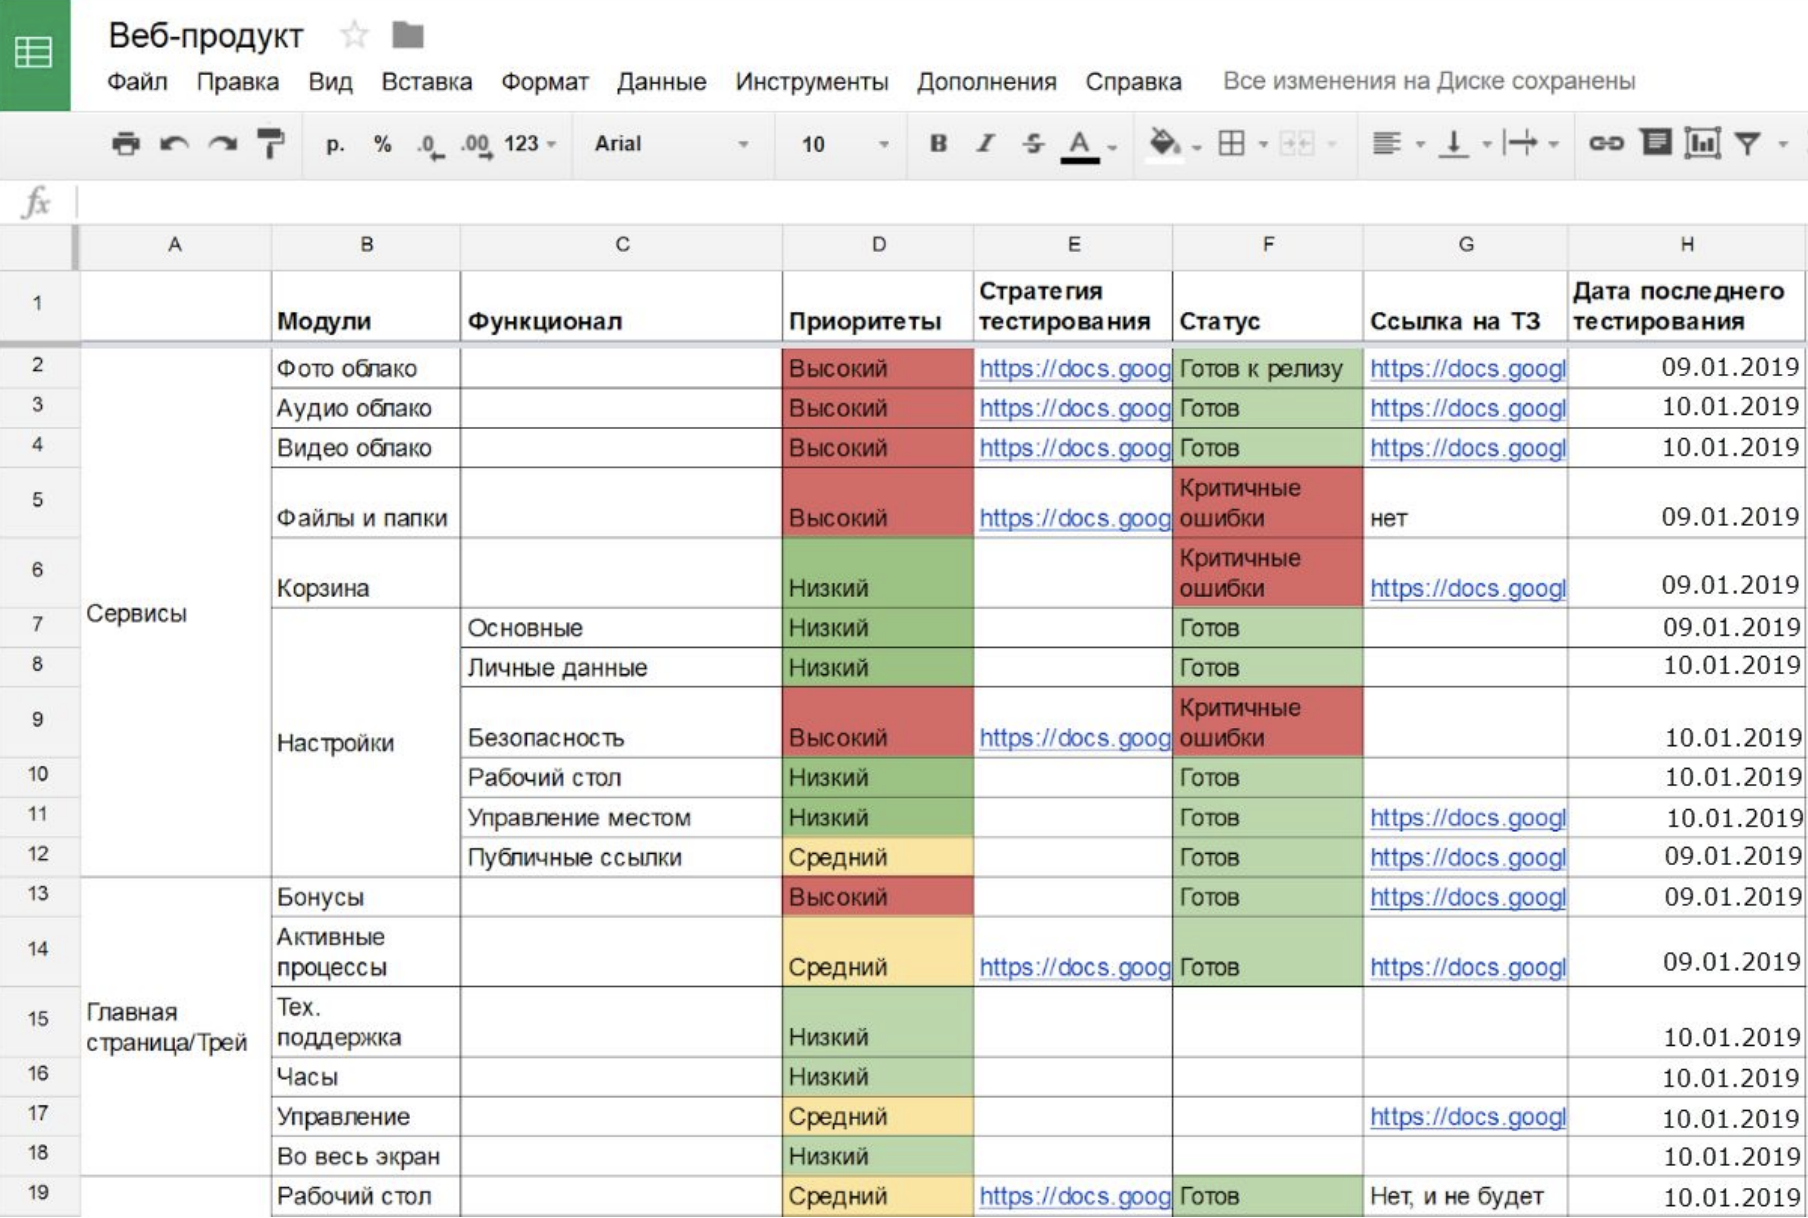 Веб-продукт
Файл Правка Вид Вставка Формат Данные Инструменты Дополнения Справка Все изменения на Диске сохранены
р. % .0 .00 123 Arial 10 B I S A
fx
A B C D E F G H
1 Модули Функционал Приоритеты Стратегия тестирования Статус Ссылка на ТЗ Дата последнего тестирования
2 Фото облако Высокий https://docs.goog Готов к релизу https://docs.googl 09.01.2019
3 Аудио облако Высокий https://docs.goog Готов https://docs.googl 10.01.2019
4 Видео облако Высокий https://docs.goog Готов https://docs.googl 10.01.2019
5 Файлы и папки Высокий https://docs.goog Критичные ошибки нет 09.01.2019
6 Корзина Низкий Критичные ошибки https://docs.googl 09.01.2019
Сервисы
7 Основные Низкий Готов 09.01.2019
8 Личные данные Низкий Готов 10.01.2019
9 Настройки Безопасность Высокий https://docs.goog Критичные ошибки 10.01.2019
10 Рабочий стол Низкий Готов 10.01.2019
11 Управление местом Низкий Готов https://docs.googl 10.01.2019
12 Публичные ссылки Средний Готов https://docs.googl 09.01.2019
13 Бонусы Высокий Готов https://docs.googl 09.01.2019
14 Активные процессы Средний https://docs.goog Готов https://docs.googl 09.01.2019
Главная страница/Трей
15 Тех. поддержка Низкий 10.01.2019
16 Часы Низкий 10.01.2019
17 Управление Средний https://docs.googl 10.01.2019
18 Во весь экран Низкий 10.01.2019
19 Рабочий стол Средний https://docs.goog Готов Нет, и не будет 10.01.2019